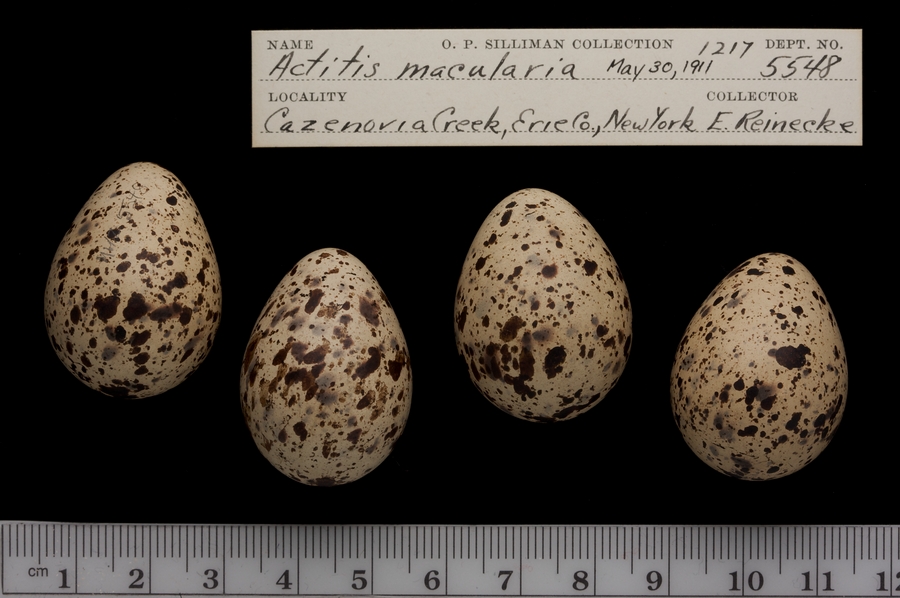 NAME O. P. SILLIMAN COLLECTION 1217 DEPT. NO.
Actitis macularia May 30, 1911 5548
LOCALITY COLLECTOR
Cazenovia Creek, Erie Co., New York E. Reinecke
cm 1 2 3 4 5 6 7 8 9 10 11 12